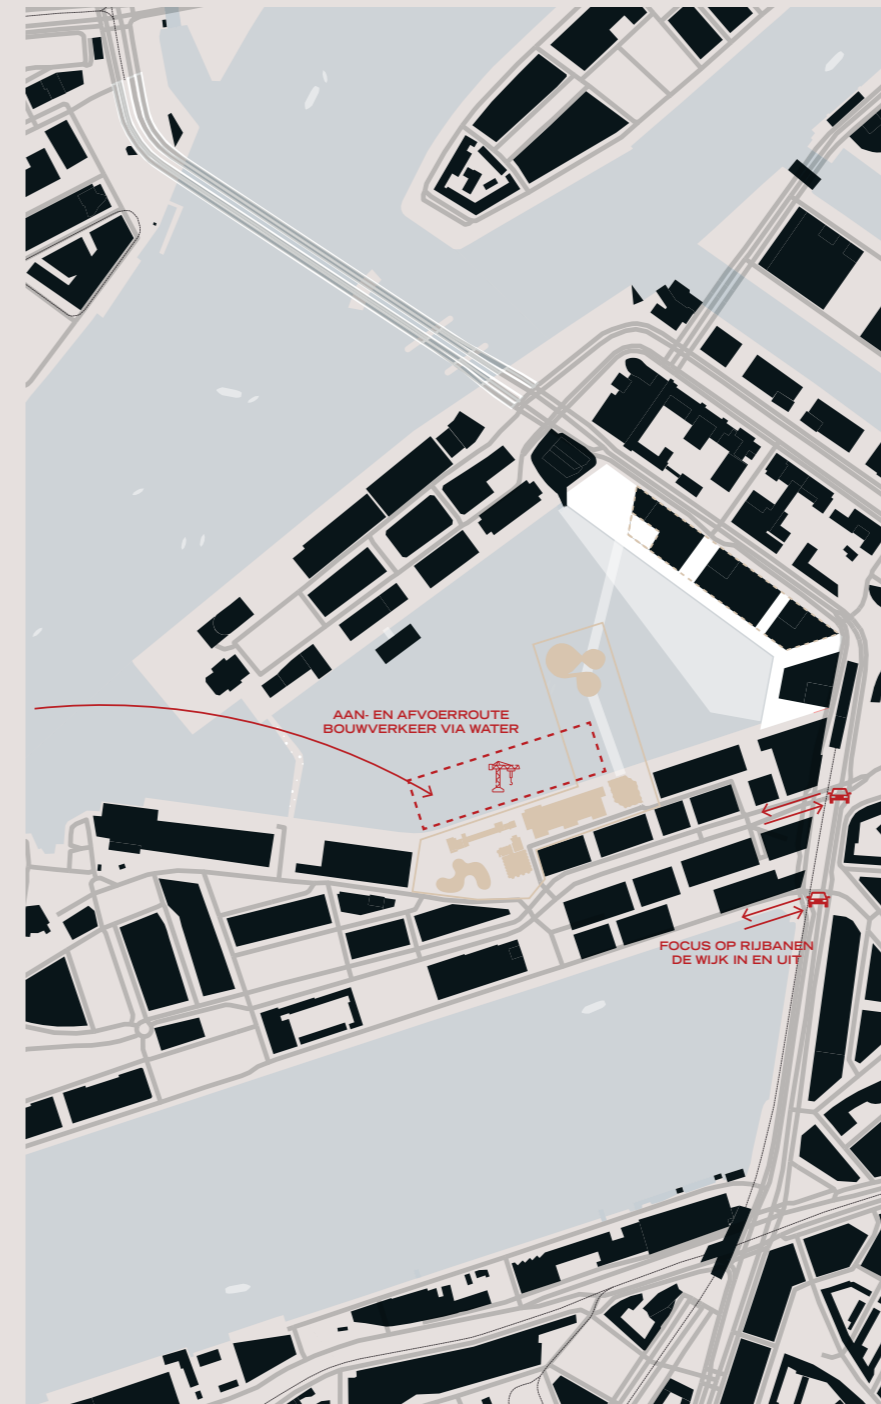 AAN- EN AFVOERROUTE
BOUWVERKEER VIA WATER
FOCUS OP RIJBANEN
DE WIJK IN EN UIT